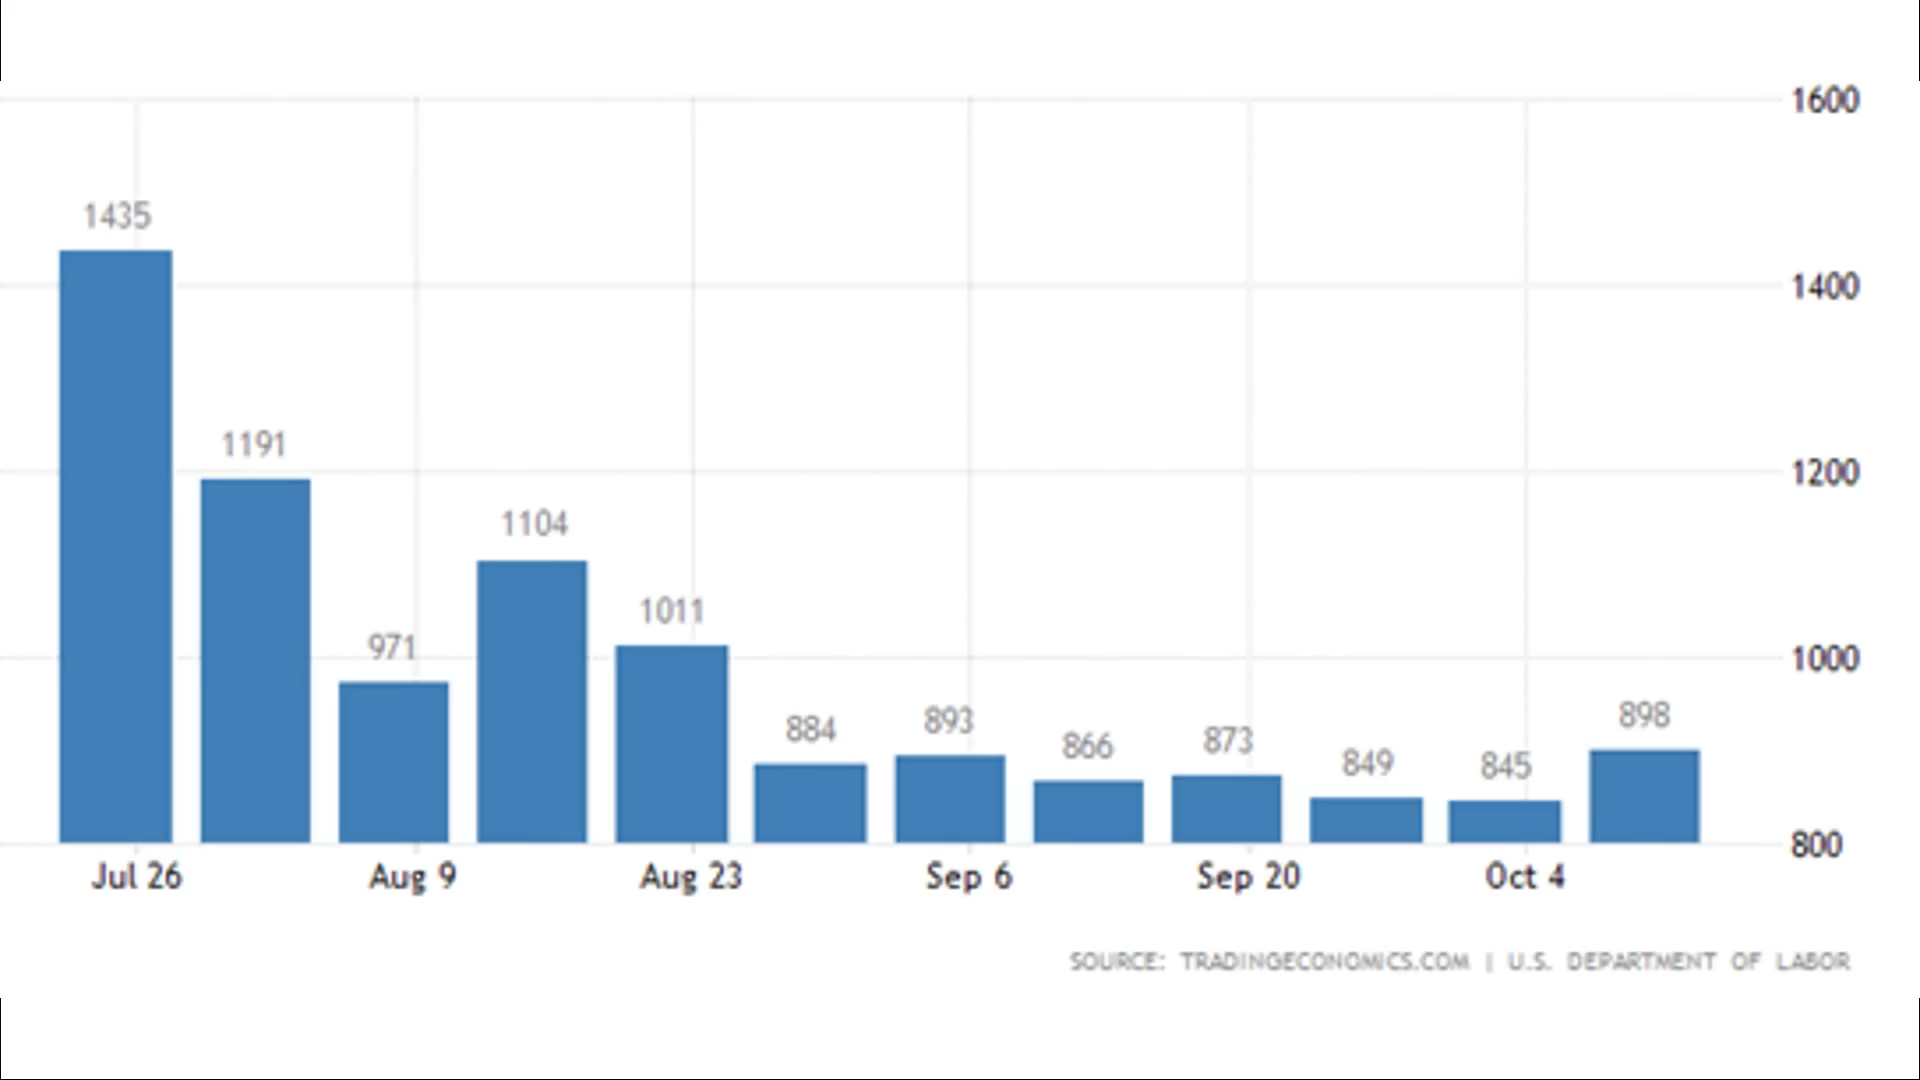 1600
1435
1400
1191
1200
1104
1011
971
1000
884
893
866
873
849
845
898
800
Jul 26
Aug 9
Aug 23
Sep 6
Sep 20
Oct 4
SOURCE: TRADINGECONOMICS.COM | U.S. DEPARTMENT OF LABOR